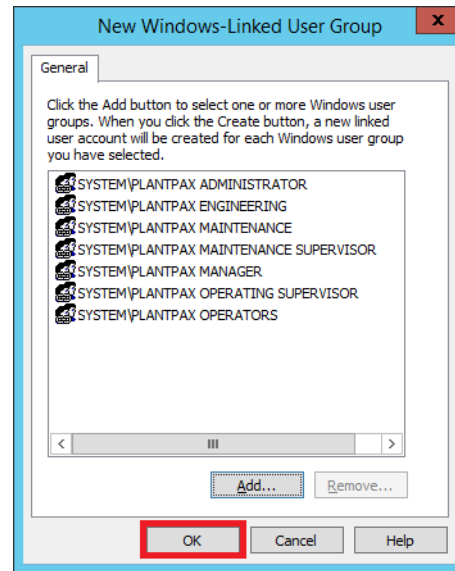 New Windows-Linked User Group
x
General
Click the Add button to select one or more Windows user
groups. When you click the Create button, a new linked
user account will be created for each Windows user group
you have selected.
SYSTEM\PLANTPAX ADMINISTRATOR
SYSTEM\PLANTPAX ENGINEERING
SYSTEM\PLANTPAX MAINTENANCE
SYSTEM\PLANTPAX MAINTENANCE SUPERVISOR
SYSTEM\PLANTPAX MANAGER
SYSTEM\PLANTPAX OPERATING SUPERVISOR
SYSTEM\PLANTPAX OPERATORS
Add... Remove...
OK Cancel Help